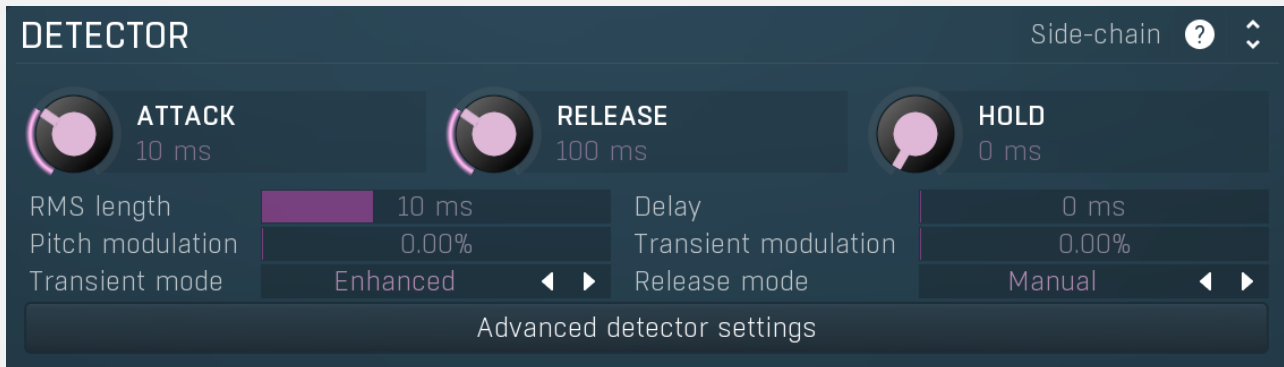 DETECTOR Side-chain ?
ATTACK RELEASE HOLD
10 ms 100 ms 0 ms
RMS length 10 ms Delay 0 ms
Pitch modulation 0.00% Transient modulation 0.00%
Transient mode Enhanced Release mode Manual
Advanced detector settings